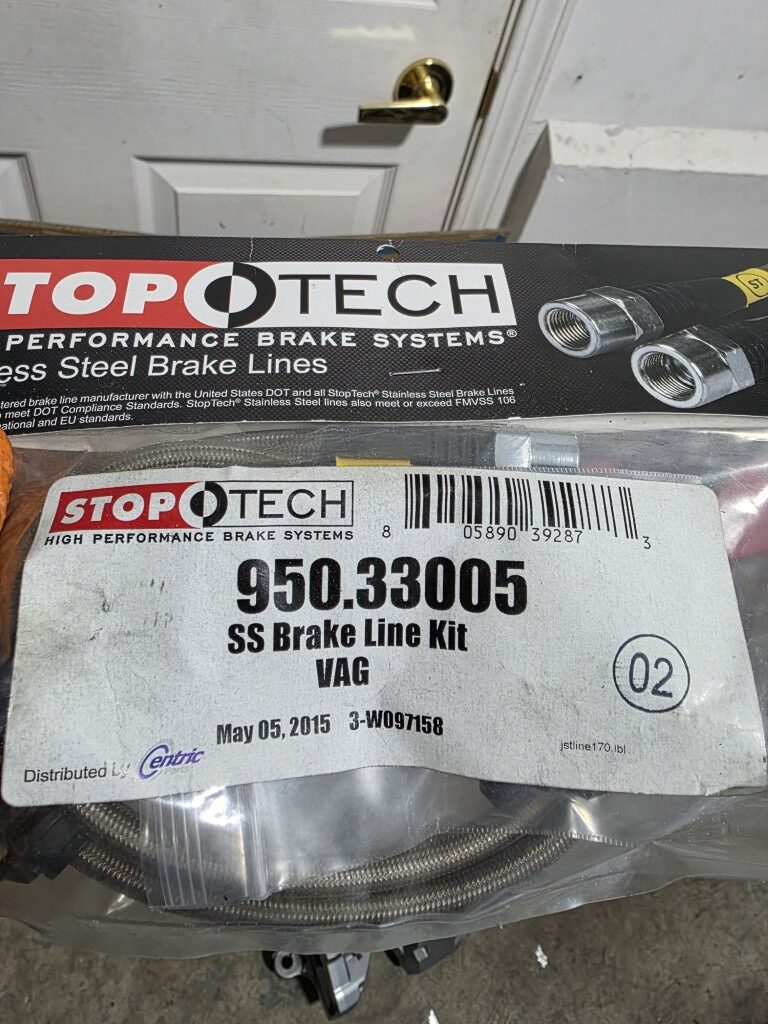 TOP TECH
PERFORMANCE BRAKE SYSTEMS®
ess Steel Brake Lines
tered brake line manufacturer with the United States DOT and all StopTech® Stainless Steel Brake Lines
meet DOT Compliance Standards. StopTech® Stainless Steel lines also meet or exceed FMVSS 106
ational and EU standards.
STOPTECH
HIGH PERFORMANCE BRAKE SYSTEMS
8 05890 39287 3
950.33005
SS Brake Line Kit
VAG
02
May 05, 2015 3-W097158
jstline170.lbl
Distributed by Centric